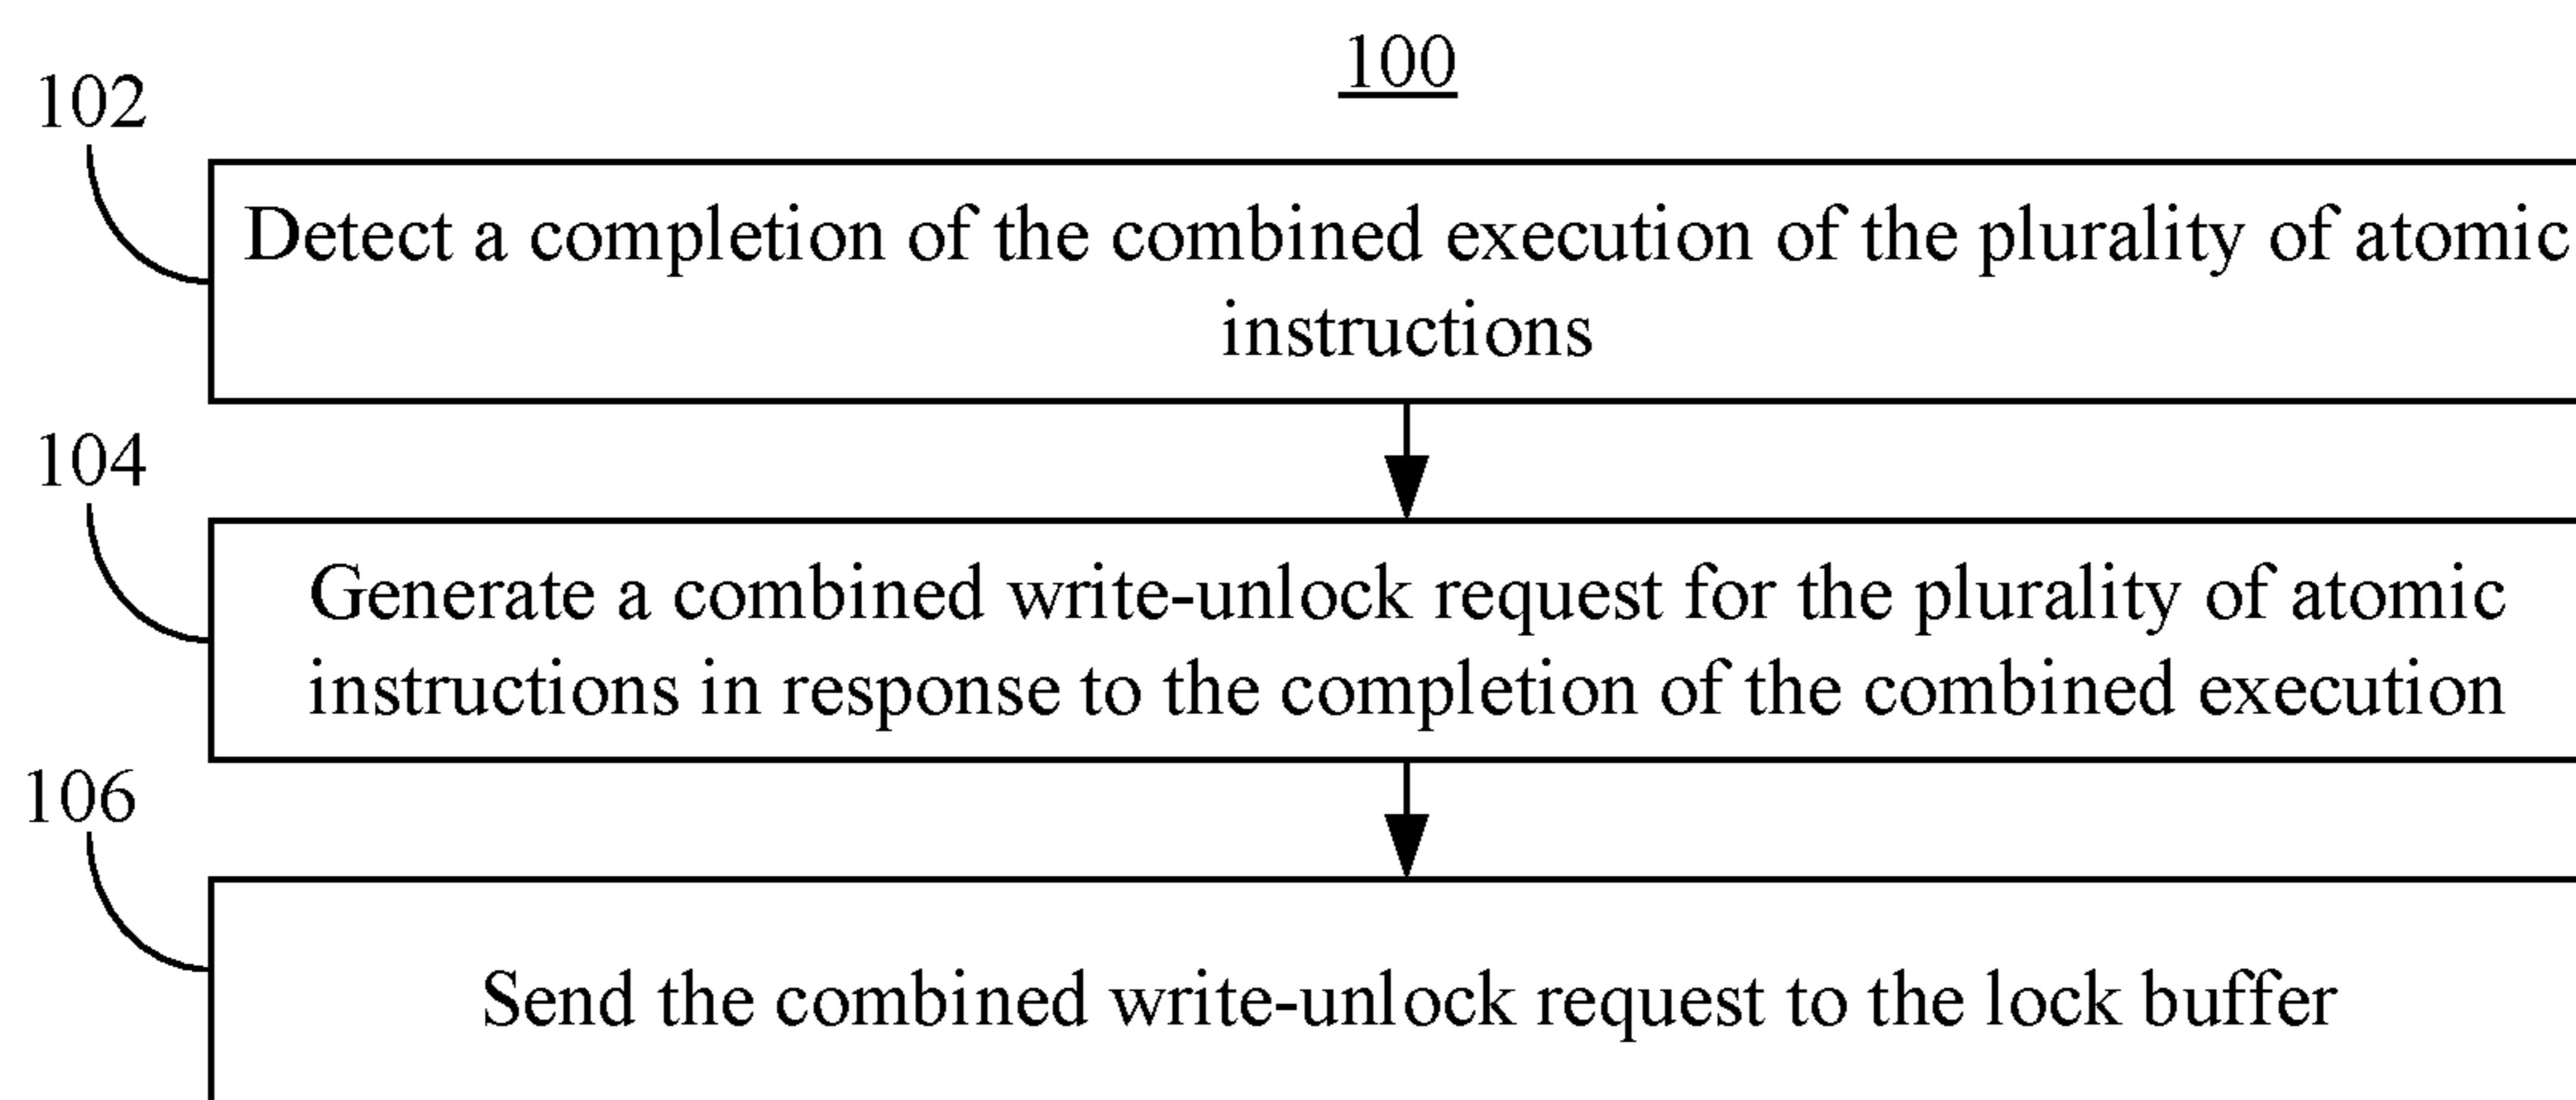 100
102
Detect a completion of the combined execution of the plurality of atomic
instructions
104
Generate a combined write-unlock request for the plurality of atomic
instructions in response to the completion of the combined execution
106
Send the combined write-unlock request to the lock buffer